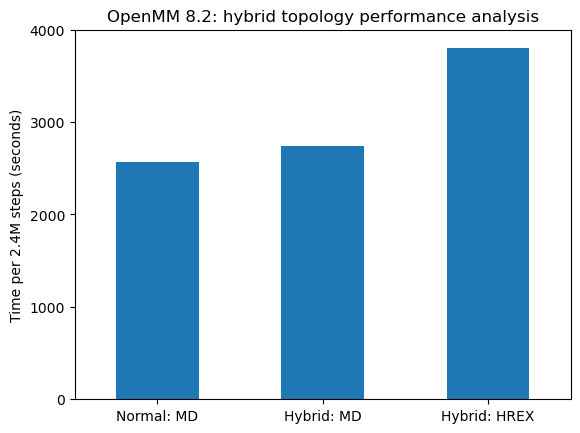 OpenMM 8.2: hybrid topology performance analysis
Time per 2.4M steps (seconds)
4000
3000
2000
1000
0
Normal: MD
Hybrid: MD
Hybrid: HREX